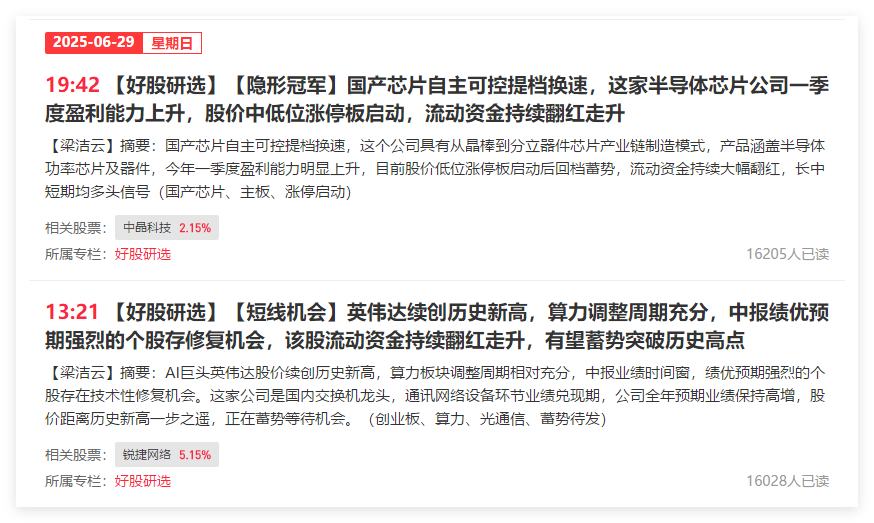 2025-06-29 星期日
19:42 【好股研选】【隐形冠军】国产芯片自主可控提档换速，这家半导体芯片公司一季
度盈利能力上升，股价中低位涨停板启动，流动资金持续翻红走升
【梁洁云】摘要：国产芯片自主可控提档换速，这个公司具有从晶棒到分立器件芯片产业链制造模式，产品涵盖半导体
功率芯片及器件，今年一季度盈利能力明显上升，目前股价低位涨停板启动后回档蓄势，流动资金持续大幅翻红，长中
短期均多头信号（国产芯片、主板、涨停启动）
相关股票： 中晶科技 2.15%
所属专栏：好股研选 16205人已读
13:21 【好股研选】【短线机会】英伟达续创历史新高，算力调整周期充分，中报绩优预
期强烈的个股存修复机会，该股流动资金持续翻红走升，有望蓄势突破历史高点
【梁洁云】摘要：AI巨头英伟达股价续创历史新高，算力板块调整周期相对充分，中报业绩时间窗，绩优预期强烈的个
股存在技术性修复机会。这家公司是国内交换机龙头，通讯网络设备环节业绩兑现期，公司全年预期业绩保持高增，股
价距离历史新高一步之遥，正在蓄势等待机会。（创业板、算力、光通信、蓄势待发）
相关股票： 锐捷网络 5.15%
所属专栏：好股研选 16028人已读